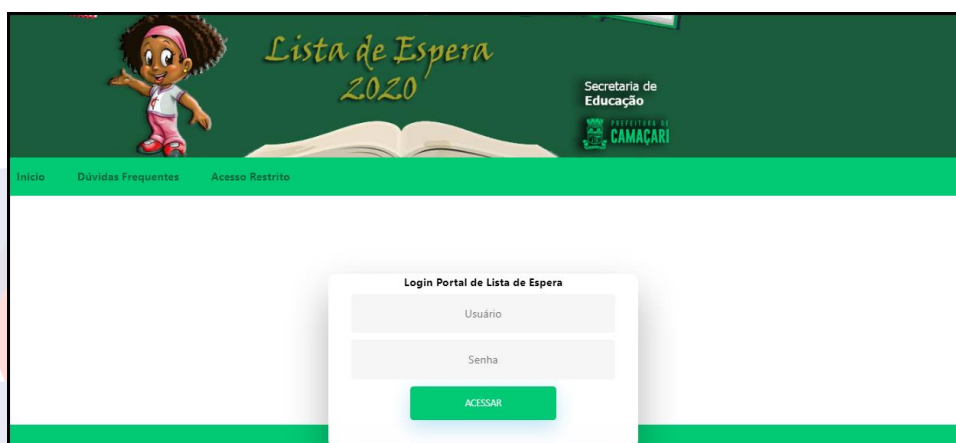 Lista de Espera
2020
Secretaria de
Educação
PREFEITURA DE
CAMAÇARI
Inicio Dúvidas Frequentes Acesso Restrito
Login Portal de Lista de Espera
Usuário
Senha
ACESSAR